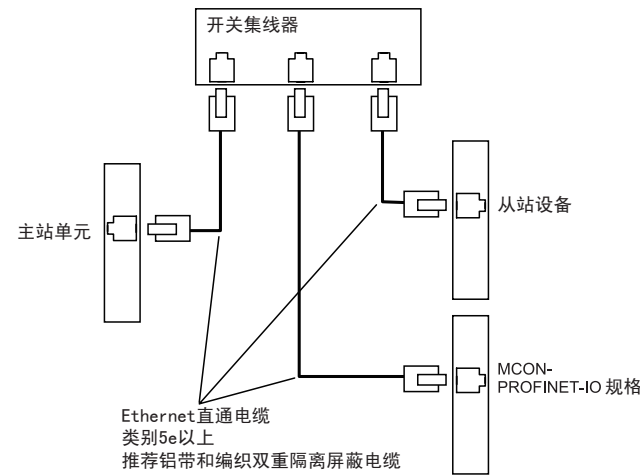 开关集线器
主站单元
从站设备
MCON-
PROFINET-IO 规格
Ethernet直通电缆
类别5e以上
推荐铝带和编织双重隔离屏蔽电缆